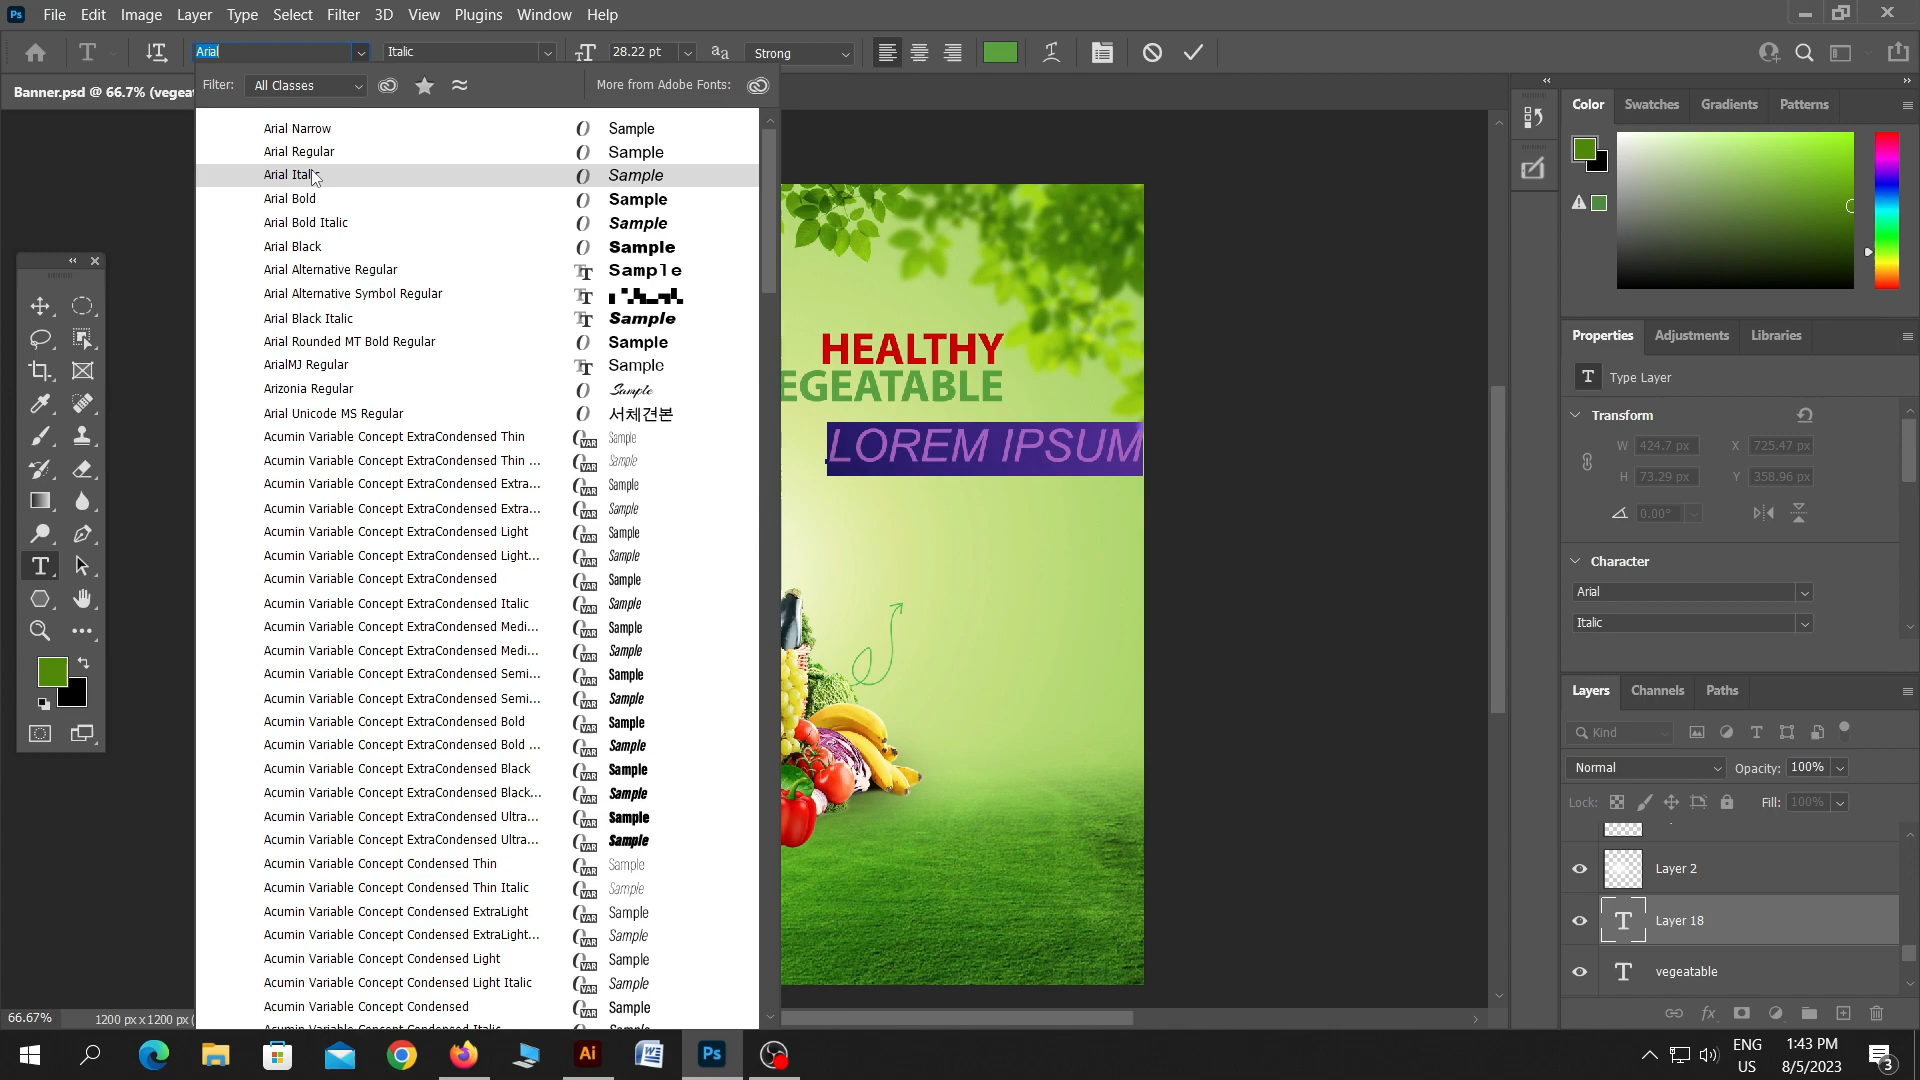 Ps File Edit Image Layer Type Select Filter 3D View Plugins Window Help
Arial Italic 28.22 pt aa Strong
Filter: All Classes More from Adobe Fonts:
Banner.psd @ 66.7% (vegeat
Arial Narrow Sample
Arial Regular Sample
Arial Italic Sample
Arial Bold Sample
Arial Bold Italic Sample
Arial Black Sample
Arial Alternative Regular Sample
Arial Alternative Symbol Regular
Arial Black Italic Sample
Arial Rounded MT Bold Regular Sample
ArialMJ Regular Sample
Arizonia Regular Sample
Arial Unicode MS Regular 서체견본
Acumin Variable Concept ExtraCondensed Thin Sample
Acumin Variable Concept ExtraCondensed Thin ... Sample
Acumin Variable Concept ExtraCondensed Extra... Sample
Acumin Variable Concept ExtraCondensed Extra... Sample
Acumin Variable Concept ExtraCondensed Light Sample
Acumin Variable Concept ExtraCondensed Light... Sample
Acumin Variable Concept ExtraCondensed Sample
Acumin Variable Concept ExtraCondensed Italic Sample
Acumin Variable Concept ExtraCondensed Medi... Sample
Acumin Variable Concept ExtraCondensed Medi... Sample
Acumin Variable Concept ExtraCondensed Semi... Sample
Acumin Variable Concept ExtraCondensed Semi... Sample
Acumin Variable Concept ExtraCondensed Bold Sample
Acumin Variable Concept ExtraCondensed Bold ... Sample
Acumin Variable Concept ExtraCondensed Black Sample
Acumin Variable Concept ExtraCondensed Black... Sample
Acumin Variable Concept ExtraCondensed Ultra... Sample
Acumin Variable Concept ExtraCondensed Ultra... Sample
Acumin Variable Concept Condensed Thin Sample
Acumin Variable Concept Condensed Thin Italic Sample
Acumin Variable Concept Condensed ExtraLight Sample
Acumin Variable Concept Condensed ExtraLight... Sample
Acumin Variable Concept Condensed Light Sample
Acumin Variable Concept Condensed Light Italic Sample
Acumin Variable Concept Condensed Sample
Acumin Variable Concept Condensed Italic Sample
HEALTHY
EGEATABLE
LOREM IPSUM
Color Swatches Gradients Patterns
Properties Adjustments Libraries
T Type Layer
Transform
W 424.7 px X 725.47 px
H 73.29 px Y 358.96 px
0.00°
Character
Arial
Italic
Layers Channels Paths
Kind
Normal Opacity: 100%
Lock: Fill: 100%
Layer 2
T Layer 18
T vegeatable
fx
66.67% 1200 px x 1200 px (
Ai Ps
ENG
US
1:43 PM
8/5/2023
3